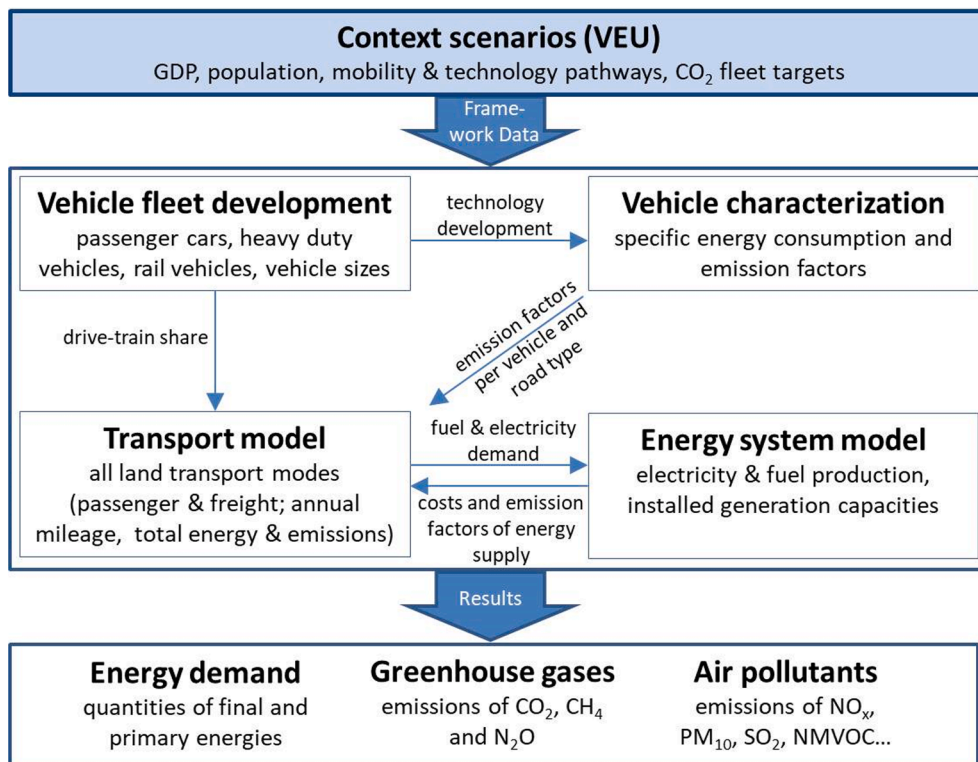 Context scenarios (VEU)
GDP, population, mobility & technology pathways, CO₂ fleet targets
Frame-
work Data
Vehicle fleet development
passenger cars, heavy duty
vehicles, rail vehicles, vehicle sizes
technology
development
Vehicle characterization
specific energy consumption and
emission factors
drive-train share
emission factors
per vehicle and
road type
Transport model
all land transport modes
(passenger & freight; annual
mileage, total energy & emissions)
fuel & electricity
demand
costs and emission
factors of energy
supply
Energy system model
electricity & fuel production,
installed generation capacities
Results
Energy demand
quantities of final and
primary energies
Greenhouse gases
emissions of CO₂, CH₄
and N₂O
Air pollutants
emissions of NOₓ,
PM₁₀, SO₂, NMVOC...